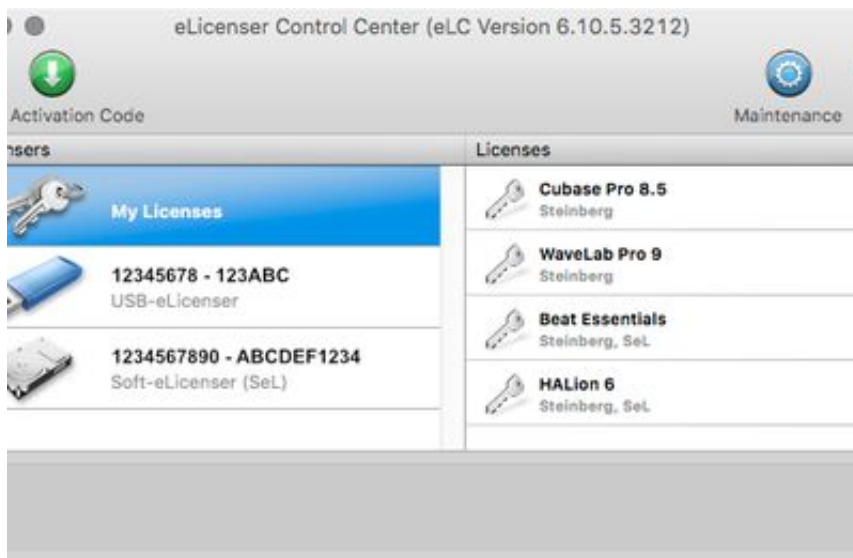 eLicenser Control Center (eLC Version 6.10.5.3212)
Activation Code
Maintenance
nsers
Licenses
My Licenses
12345678 - 123ABC
USB-eLicenser
1234567890 - ABCDEF1234
Soft-eLicenser (SeL)
Cubase Pro 8.5
Steinberg
WaveLab Pro 9
Steinberg
Beat Essentials
Steinberg, SeL
HALion 6
Steinberg, SeL